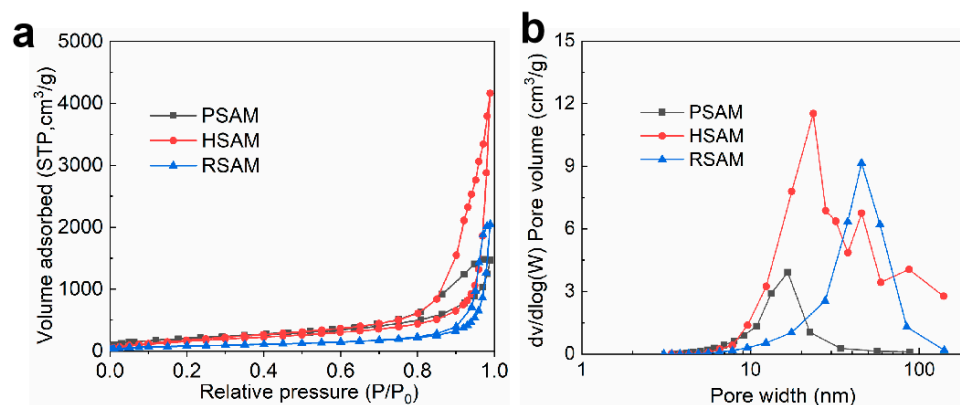 a
5000
4000
3000
2000
1000
0
0.0 0.2 0.4 0.6 0.8 1.0
Volume adsorbed (STP,cm³/g)
Relative pressure (P/P₀)
PSAM
HSAM
RSAM
b
15
12
9
6
3
0
1 10 100
dv/dlog(W) Pore volume (cm³/g)
Pore width (nm)
PSAM
HSAM
RSAM